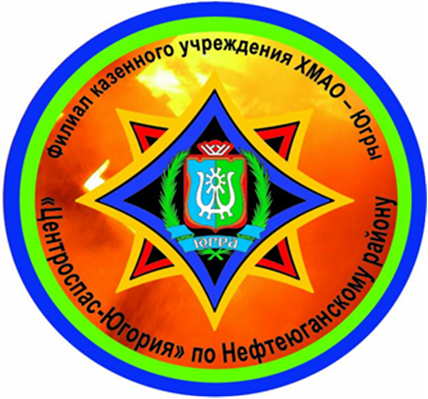 Филиал казенного учреждения ХМАО – Югры
«Центроспас-Югория» по Нефтеюганскому району
ЮГРА